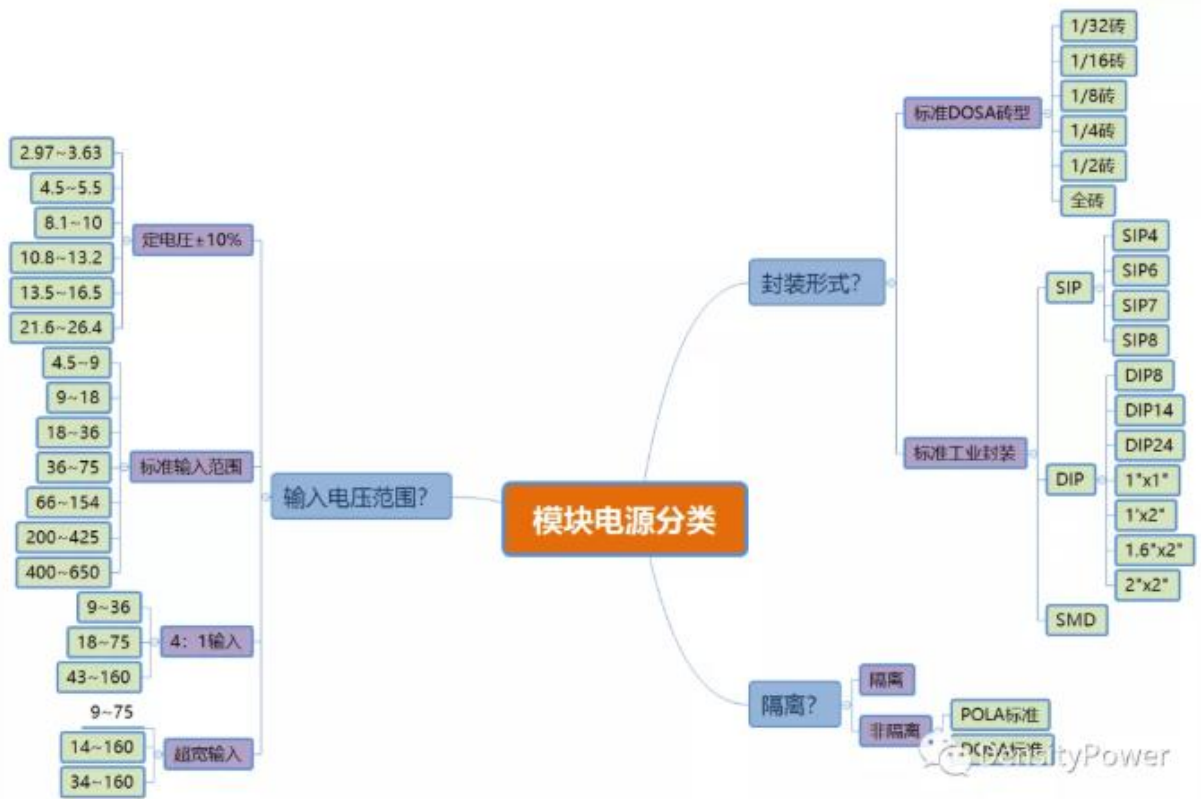 模块电源分类
封装形式?
标准DOSA砖型
1/32砖
1/16砖
1/8砖
1/4砖
1/2砖
全砖
标准工业封装
SIP
SIP4
SIP6
SIP7
SIP8
DIP
DIP8
DIP14
DIP24
1"x1"
1'x2"
1.6"x2"
2"x2"
SMD
隔离?
隔离
非隔离
POLA标准
DOSA标准
DensityPower
输入电压范围?
定电压±10%
2.97~3.63
4.5~5.5
8.1~10
10.8~13.2
13.5~16.5
21.6~26.4
标准输入范围
4.5~9
9~18
18~36
36~75
66~154
200~425
400~650
4：1输入
9~36
18~75
43~160
超宽输入
9~75
14~160
34~160